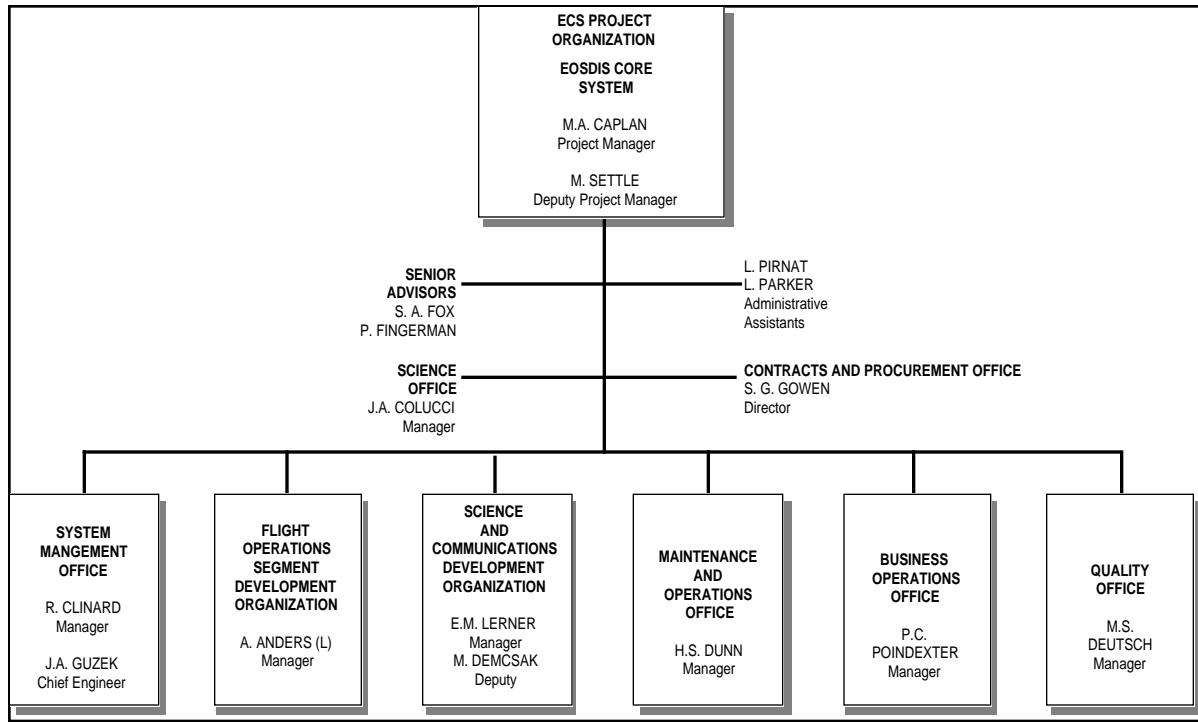 ECS PROJECT
ORGANIZATION
EOSDIS CORE
SYSTEM
M.A. CAPLAN
Project Manager
M. SETTLE
Deputy Project Manager
SENIOR
ADVISORS
S. A. FOX
P. FINGERMAN
L. PIRNAT
L. PARKER
Administrative
Assistants
SCIENCE
OFFICE
J.A. COLUCCI
Manager
CONTRACTS AND PROCUREMENT OFFICE
S. G. GOWEN
Director
SYSTEM
MANGEMENT
OFFICE
R. CLINARD
Manager
J.A. GUZEK
Chief Engineer
FLIGHT
OPERATIONS
SEGMENT
DEVELOPMENT
ORGANIZATION
A. ANDERS (L)
Manager
SCIENCE
AND
COMMUNICATIONS
DEVELOPMENT
ORGANIZATION
E.M. LERNER
Manager
M. DEMCSAK
Deputy
MAINTENANCE
AND
OPERATIONS
OFFICE
H.S. DUNN
Manager
BUSINESS
OPERATIONS
OFFICE
P.C.
POINDEXTER
Manager
QUALITY
OFFICE
M.S.
DEUTSCH
Manager